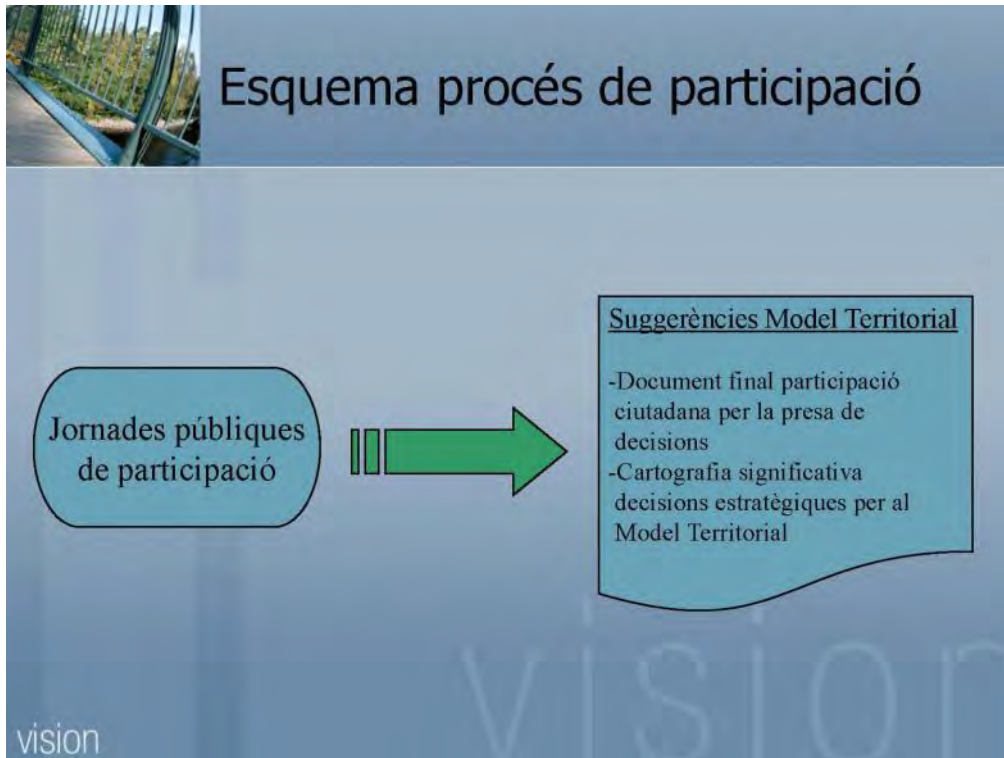 Esquema procés de participació
Jornades públiques
de participació
Suggerències Model Territorial
-Document final participació
ciutadana per la presa de
decisions
-Cartografia significativa
decisions estratègiques per al
Model Territorial
vision
vision